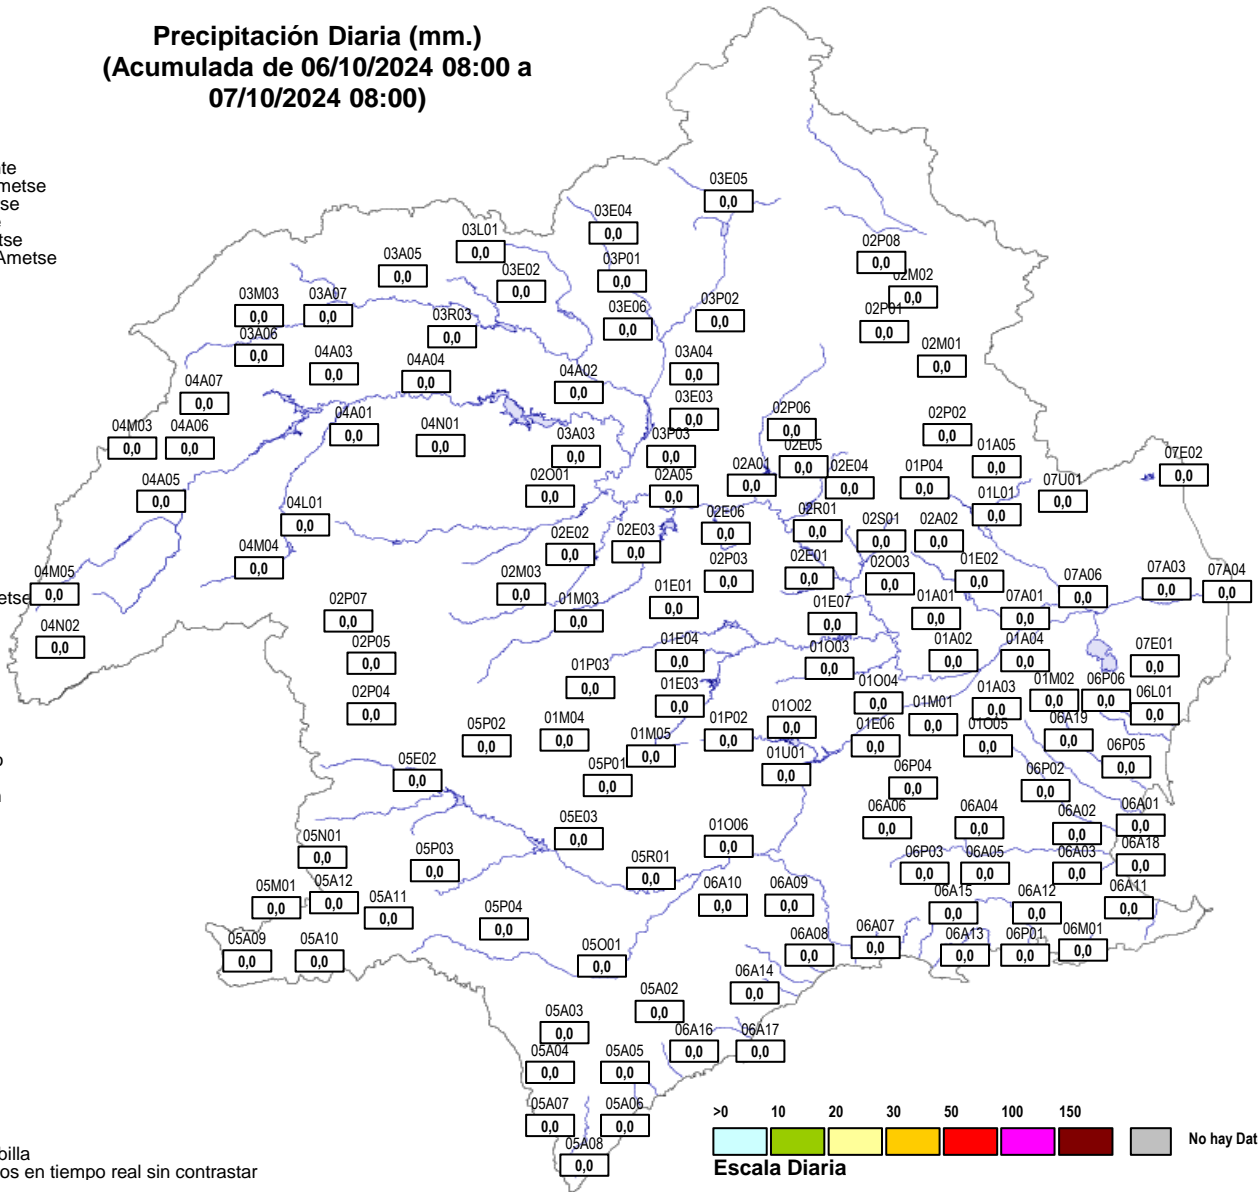 Precipitación Diaria (mm.)
(Acumulada de 06/10/2024 08:00 a
07/10/2024 08:00)
nte
metse
tse
e
tse
Ametse
03E05
0,0
03E04
0,0
03L01
0,0
02P08
0,0
03A05
0,0
03P01
0,0
03E02
0,0
02M02
0,0
03M03
0,0
03A07
0,0
03P02
0,0
03E06
0,0
02P01
0,0
03R03
0,0
03A06
0,0
04A03
0,0
04A04
0,0
03A04
0,0
02M01
0,0
04A02
0,0
04A07
0,0
03E03
0,0
04A01
0,0
02P06
0,0
02P02
0,0
04M03
0,0
04A06
0,0
04N01
0,0
03A03
0,0
03P03
0,0
02E05
0,0
01A05
0,0
07E02
0,0
02A01
0,0
02E04
0,0
01P04
0,0
02O01
0,0
02A05
0,0
07U01
0,0
04A05
0,0
01L01
0,0
04L01
0,0
02R01
0,0
02E06
0,0
02S01
0,0
02A02
0,0
02E02
0,0
02E03
0,0
04M04
0,0
02P03
0,0
02E01
0,0
02O03
0,0
01E02
0,0
04M05
0,0
02M03
0,0
07A06
0,0
07A03
0,0
07A04
0,0
etse
01E01
0,0
01M03
0,0
02P07
0,0
01E07
0,0
01A01
0,0
07A01
0,0
04N02
0,0
02P05
0,0
01E04
0,0
01O03
0,0
01A02
0,0
01A04
0,0
07E01
0,0
01P03
0,0
02P04
0,0
01E03
0,0
01O04
0,0
01M02
0,0
06P06
0,0
01A03
0,0
06L01
0,0
01O02
0,0
01M01
0,0
05P02
0,0
01M04
0,0
01P02
0,0
01E06
0,0
01O05
0,0
06A19
0,0
01M05
0,0
o
05E02
0,0
05P01
0,0
01U01
0,0
06P04
0,0
06P02
0,0
06P05
0,0
05E03
0,0
01O06
0,0
06A06
0,0
06A04
0,0
06A02
0,0
06A01
0,0
05N01
0,0
05P03
0,0
05R01
0,0
06P03
0,0
06A05
0,0
06A03
0,0
06A18
0,0
05M01
0,0
05A12
0,0
05A11
0,0
06A10
0,0
06A09
0,0
06A15
0,0
06A12
0,0
06A11
0,0
05P04
0,0
05A09
0,0
05A10
0,0
05O01
0,0
06A08
0,0
06A07
0,0
06A13
0,0
06P01
0,0
06M01
0,0
06A14
0,0
05A02
0,0
05A03
0,0
06A16
0,0
06A17
0,0
05A04
0,0
05A05
0,0
05A07
0,0
05A06
0,0
05A08
0,0
>0 10 20 30 50 100 150
No hay Dat
Escala Diaria
billa
os en tiempo real sin contrastar